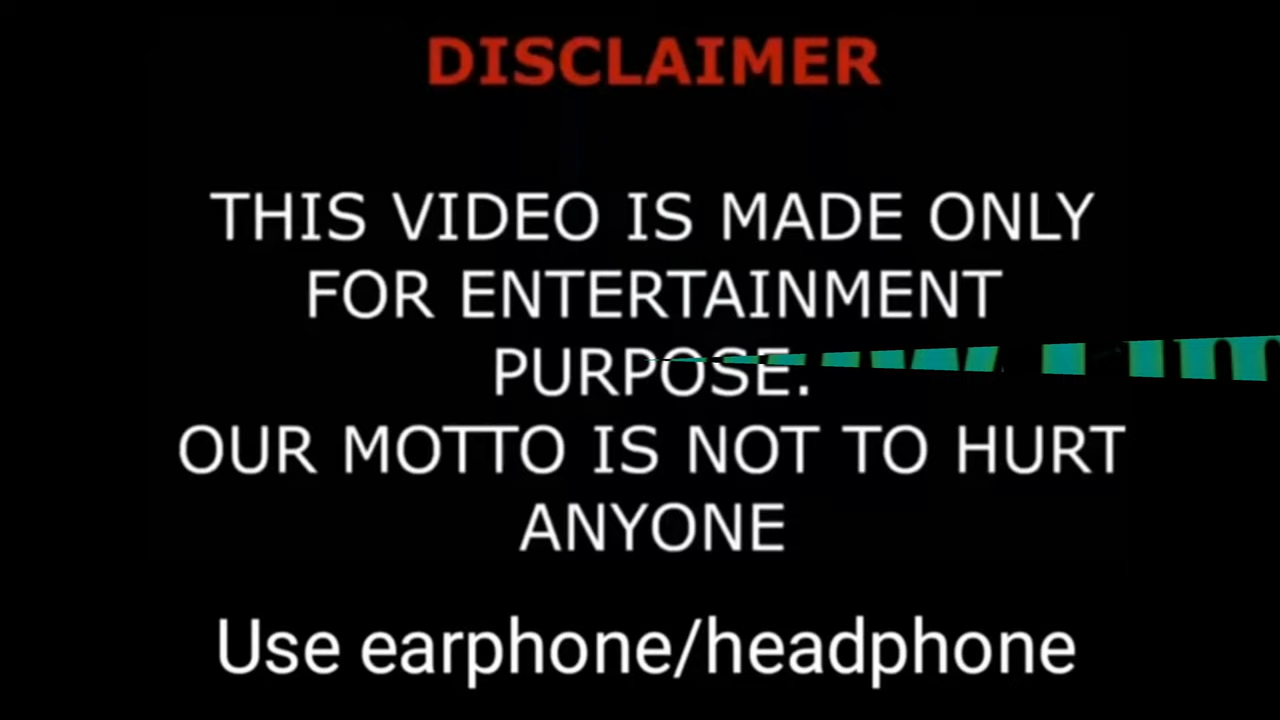 DISCLAIMER
THIS VIDEO IS MADE ONLY
FOR ENTERTAINMENT
PURPOSE.
OUR MOTTO IS NOT TO HURT
ANYONE
Use earphone/headphone